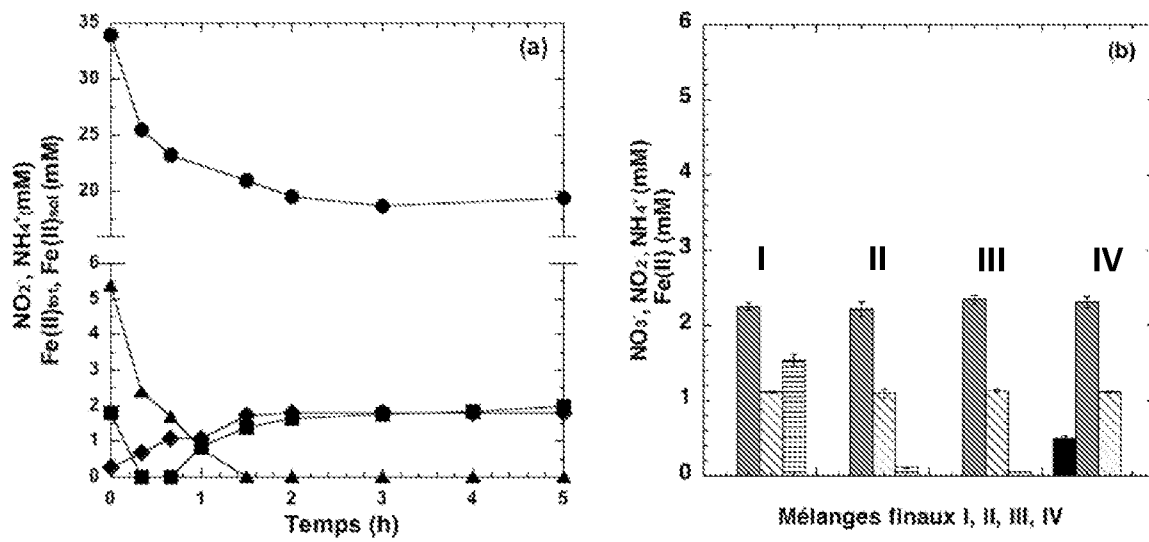 (a)
35
30
25
20
6
5
4
3
2
1
0
0 1 2 3 4 5
Temps (h)
NO2-, NH4+ (mM)
Fe(II)tot, Fe(II)sol (mM)
(b)
6
5
4
3
2
1
0
I II III IV
Mélanges finaux I, II, III, IV
NO3-, NO2-, NH4+ (mM)
Fe(II) (mM)